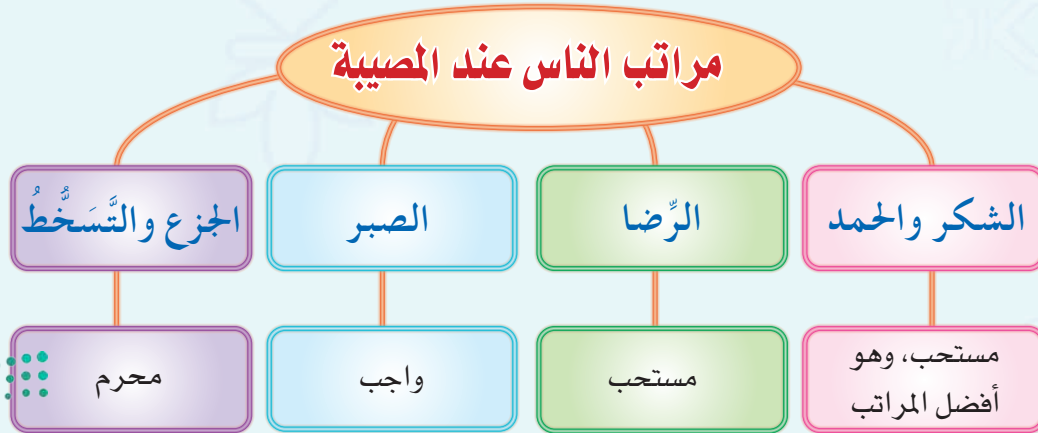 مراتب الناس عند المصيبة
الشكر والحمد
الرِّضا
الصبر
الجزع والتَّسَخُّطُ
مستحب، وهو
أفضل المراتب
مستحب
واجب
محرم